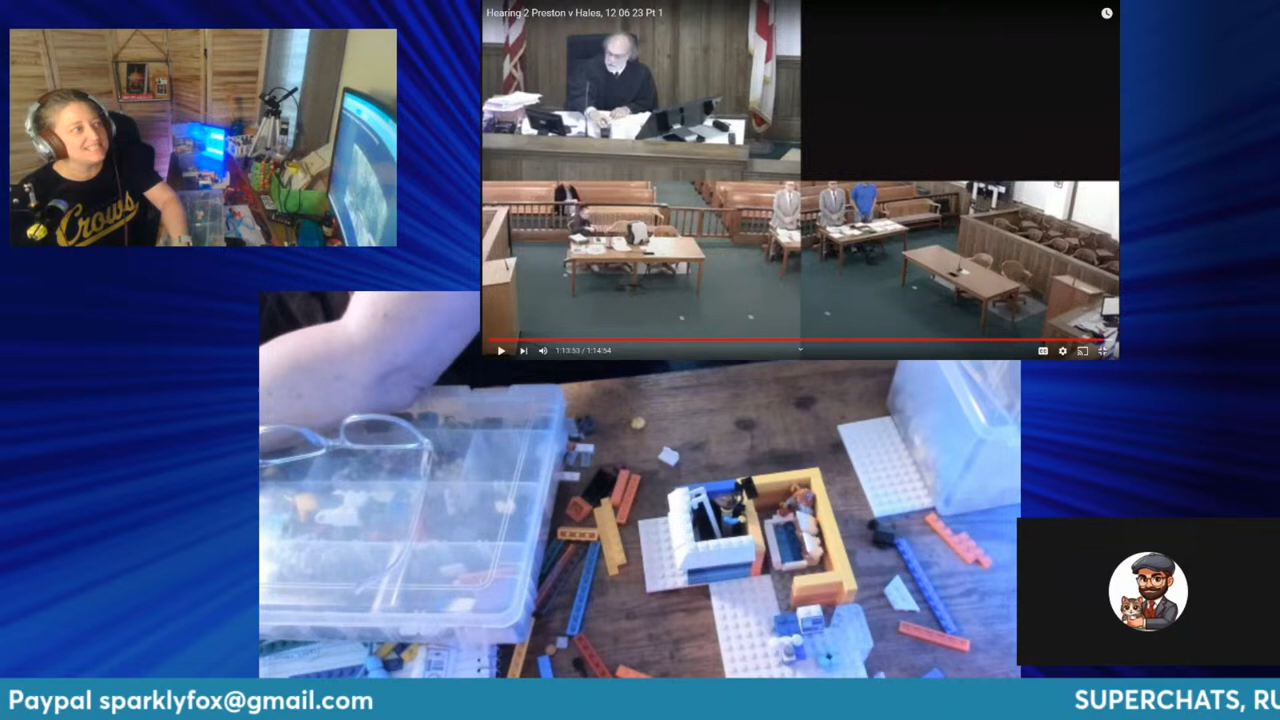 Hearing 2 Preston v Hales, 12 06 23 Pt 1
Crows
1:13:53 / 1:14:54
Paypal sparklyfox@gmail.com
SUPERCHATS, RU